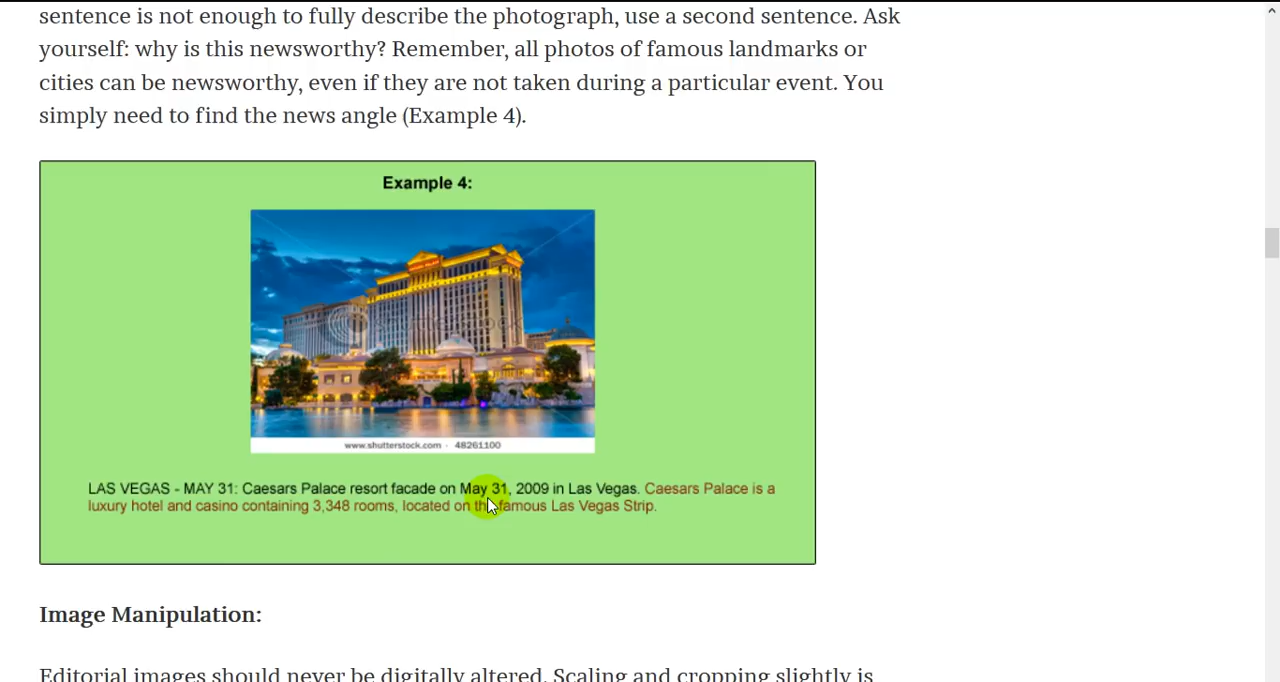 sentence is not enough to fully describe the photograph, use a second sentence. Ask
yourself: why is this newsworthy? Remember, all photos of famous landmarks or
cities can be newsworthy, even if they are not taken during a particular event. You
simply need to find the news angle (Example 4).
Example 4:
www.shutterstock.com · 48261100
LAS VEGAS - MAY 31: Caesars Palace resort facade on May 31, 2009 in Las Vegas. Caesars Palace is a
luxury hotel and casino containing 3,348 rooms, located on the famous Las Vegas Strip.
Image Manipulation:
Editorial images should never be digitally altered. Scaling and cropping slightly is